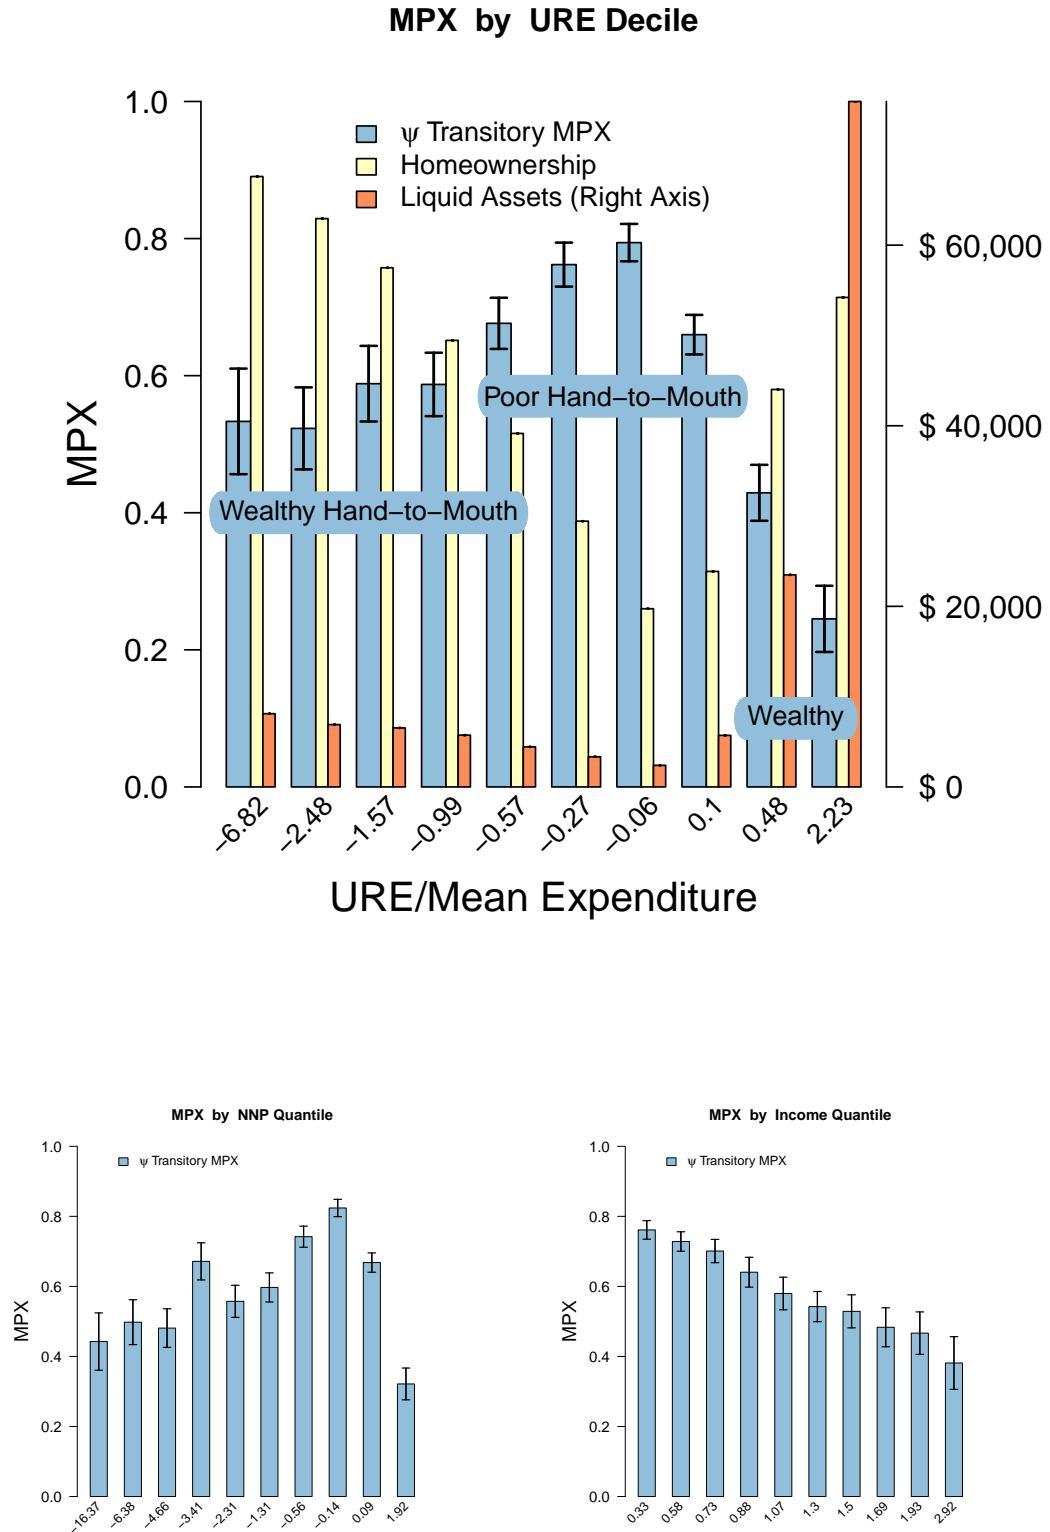 MPX by URE Decile
1.0
0.8
0.6
0.4
0.2
0.0
MPX
ψ Transitory MPX
Homeownership
Liquid Assets (Right Axis)
Poor Hand−to−Mouth
Wealthy Hand−to−Mouth
Wealthy
$ 60,000
$ 40,000
$ 20,000
$ 0
−6.82 −2.48 −1.57 −0.99 −0.57 −0.27 −0.06 0.1 0.48 2.23
URE/Mean Expenditure
MPX by NNP Quantile
1.0
0.8
0.6
0.4
0.2
0.0
MPX
ψ Transitory MPX
−16.37 −6.38 −4.66 −3.41 −2.31 −1.31 −0.56 −0.14 0.09 1.92
MPX by Income Quantile
1.0
0.8
0.6
0.4
0.2
0.0
MPX
ψ Transitory MPX
0.33 0.58 0.73 0.88 1.07 1.3 1.5 1.69 1.93 2.92